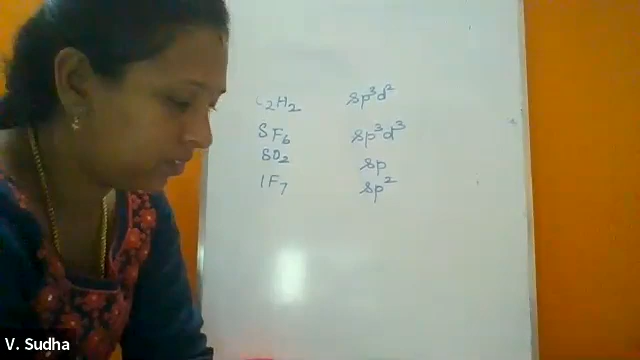 C₂H₂ sp³d²
SF₆ sp³d³
SO₂ sp
IF₇ sp²
V. Sudha